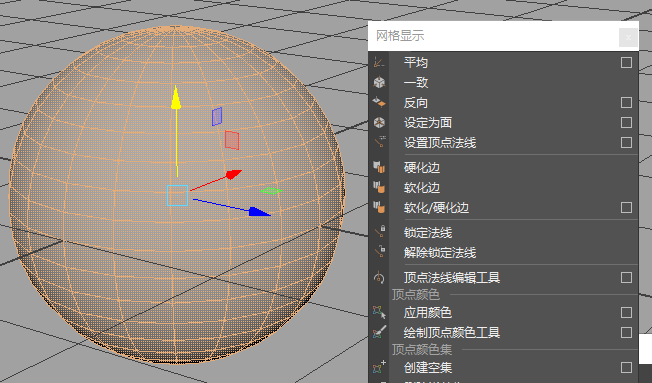 网格显示
平均
一致
反向
设定为面
设置顶点法线
硬化边
软化边
软化/硬化边
锁定法线
解除锁定法线
顶点法线编辑工具
顶点颜色
应用颜色
绘制顶点颜色工具
顶点颜色集
创建空集